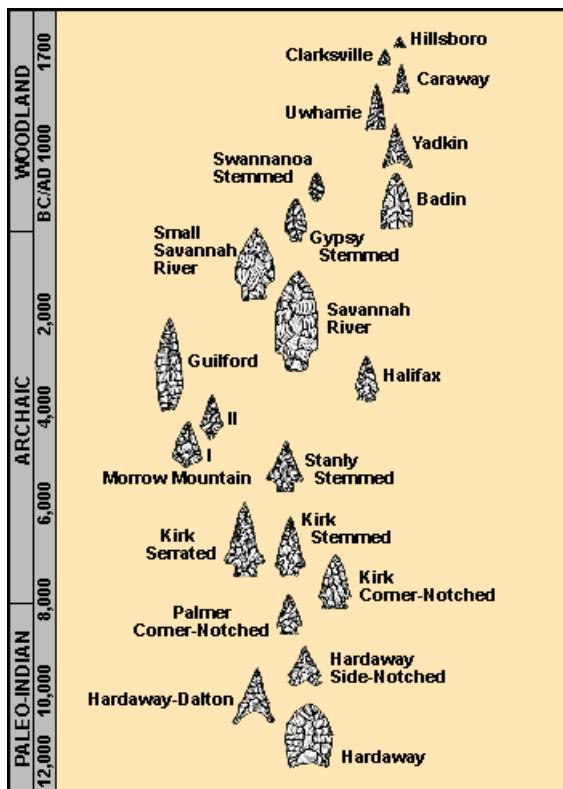 WOODLAND
ARCHAIC
PALEO-INDIAN
1700
1000
BC/AD
2,000
4,000
6,000
8,000
10,000
12,000
Hillsboro
Clarksville
Caraway
Uwharrie
Yadkin
Swannanoa
Stemmed
Badin
Small
Savannah
River
Gypsy
Stemmed
Savannah
River
Guilford
Halifax
II
I
Morrow Mountain
Stanly
Stemmed
Kirk
Serrated
Kirk
Stemmed
Kirk
Corner-Notched
Palmer
Corner-Notched
Hardaway
Side-Notched
Hardaway-Dalton
Hardaway